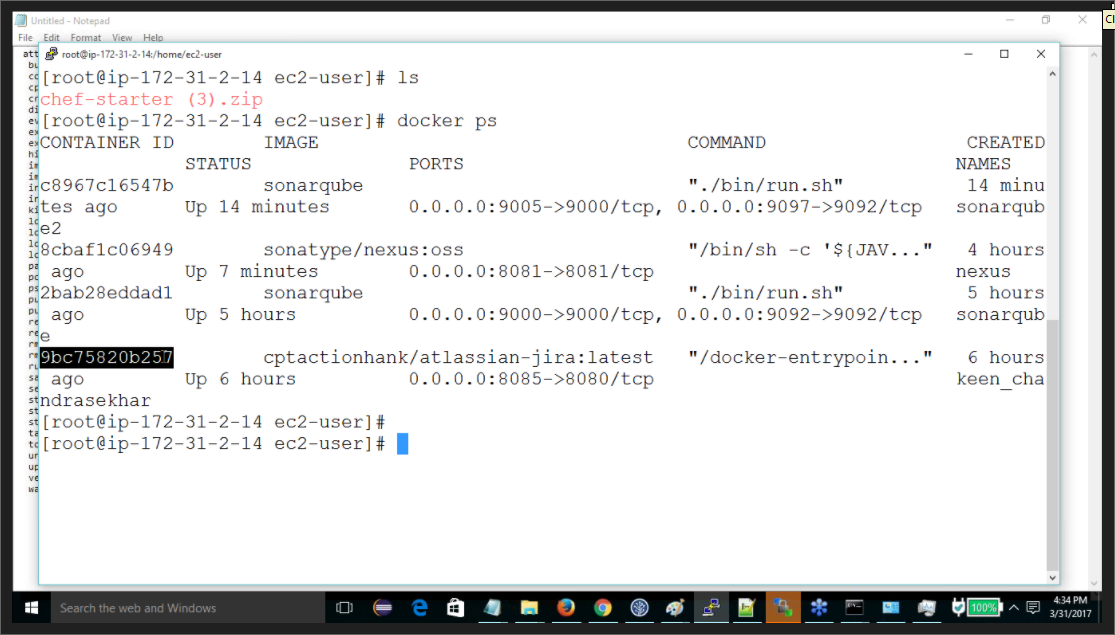 Untitled - Notepad
File Edit Format View Help
att
root@ip-172-31-2-14:/home/ec2-user
[root@ip-172-31-2-14 ec2-user]# ls
chef-starter (3).zip
[root@ip-172-31-2-14 ec2-user]# docker ps
CONTAINER ID IMAGE COMMAND CREATED
STATUS PORTS NAMES
c8967c16547b sonarqube "./bin/run.sh" 14 minu
tes ago Up 14 minutes 0.0.0.0:9005->9000/tcp, 0.0.0.0:9097->9092/tcp sonarqub
e2
8cbaf1c06949 sonatype/nexus:oss "/bin/sh -c '${JAV..." 4 hours
ago Up 7 minutes 0.0.0.0:8081->8081/tcp nexus
2bab28eddad1 sonarqube "./bin/run.sh" 5 hours
ago Up 5 hours 0.0.0.0:9000->9000/tcp, 0.0.0.0:9092->9092/tcp sonarqub
e
9bc75820b257 cptactionhank/atlassian-jira:latest "/docker-entrypoin..." 6 hours
ago Up 6 hours 0.0.0.0:8085->8080/tcp keen_cha
ndrasekhar
[root@ip-172-31-2-14 ec2-user]#
[root@ip-172-31-2-14 ec2-user]#
Search the web and Windows
100%
4:34 PM
3/31/2017